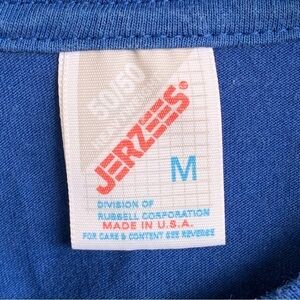 50/50
JERZEES®
M
DIVISION OF
RUSSELL CORPORATION
MADE IN U.S.A.
FOR CARE & CONTENT SEE REVERSE